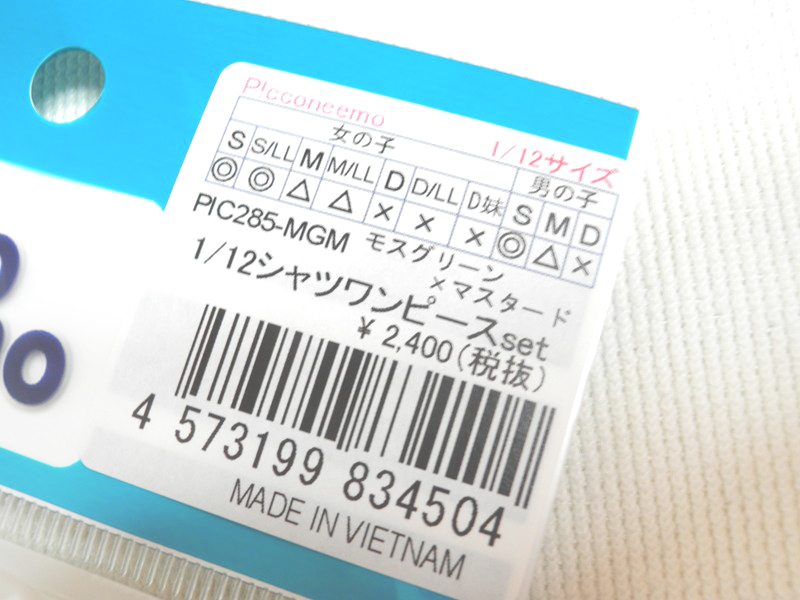 Picconeemo
1/12サイズ
女の子 男の子
S S/LL M M/LL D D/LL D妹 S M D
◎ ◎ △ △ × × × ◎ △ ×
PIC285-MGM モスグリーン
×マスタード
1/12シャツワンピースset
¥ 2,400(税抜)
4 573199 834504
MADE IN VIETNAM